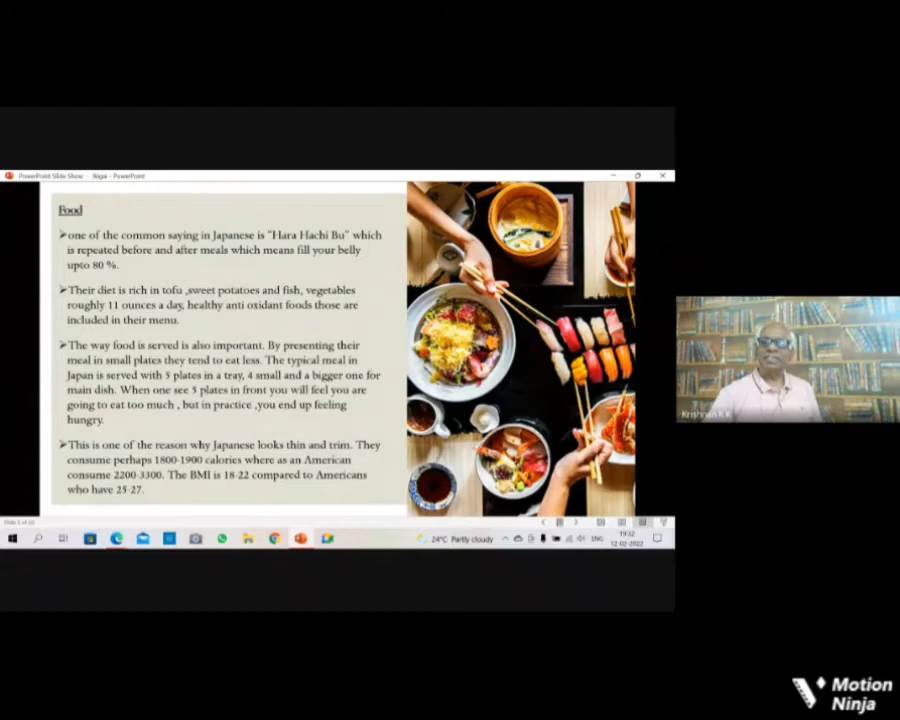 PowerPoint Slide Show - Ikigai - PowerPoint
Food
➢one of the common saying in Japanese is "Hara Hachi Bu" which
is repeated before and after meals which means fill your belly
upto 80 %.
➢Their diet is rich in tofu ,sweet potatoes and fish, vegetables
roughly 11 ounces a day, healthy anti oxidant foods those are
included in their menu.
➢The way food is served is also important. By presenting their
meal in small plates they tend to eat less. The typical meal in
Japan is served with 5 plates in a tray, 4 small and a bigger one for
main dish. When one see 5 plates in front you will feel you are
going to eat too much , but in practice ,you end up feeling
hungry.
➢This is one of the reason why Japanese looks thin and trim. They
consume perhaps 1800-1900 calories where as an American
consume 2200-3300. The BMI is 18-22 compared to Americans
who have 25-27.
Krishnan K K
24°C Partly cloudy
ENG
19:32
12-02-2022
Motion
Ninja